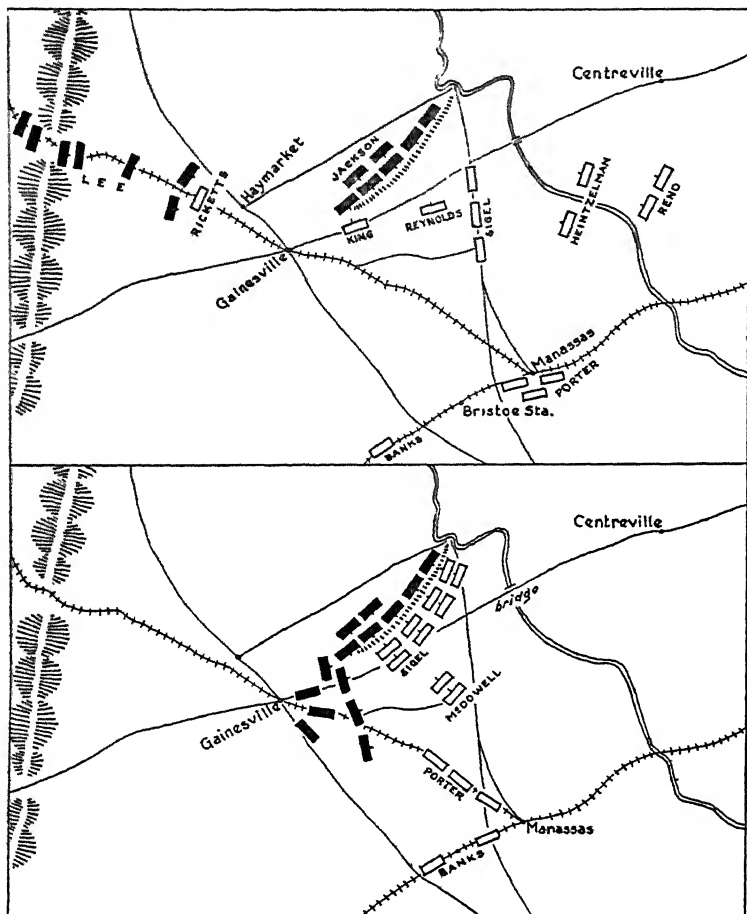 Centreville
JACKSON
Haymarket
LEE
RICKETTS
KING
REYNOLDS
SIGEL
HEINTZELMAN
RENO
Gainesville
Manassas
PORTER
Bristoe Sta.
BANKS
Centreville
bridge
SIGEL
McDOWELL
Gainesville
PORTER
Manassas
BANKS